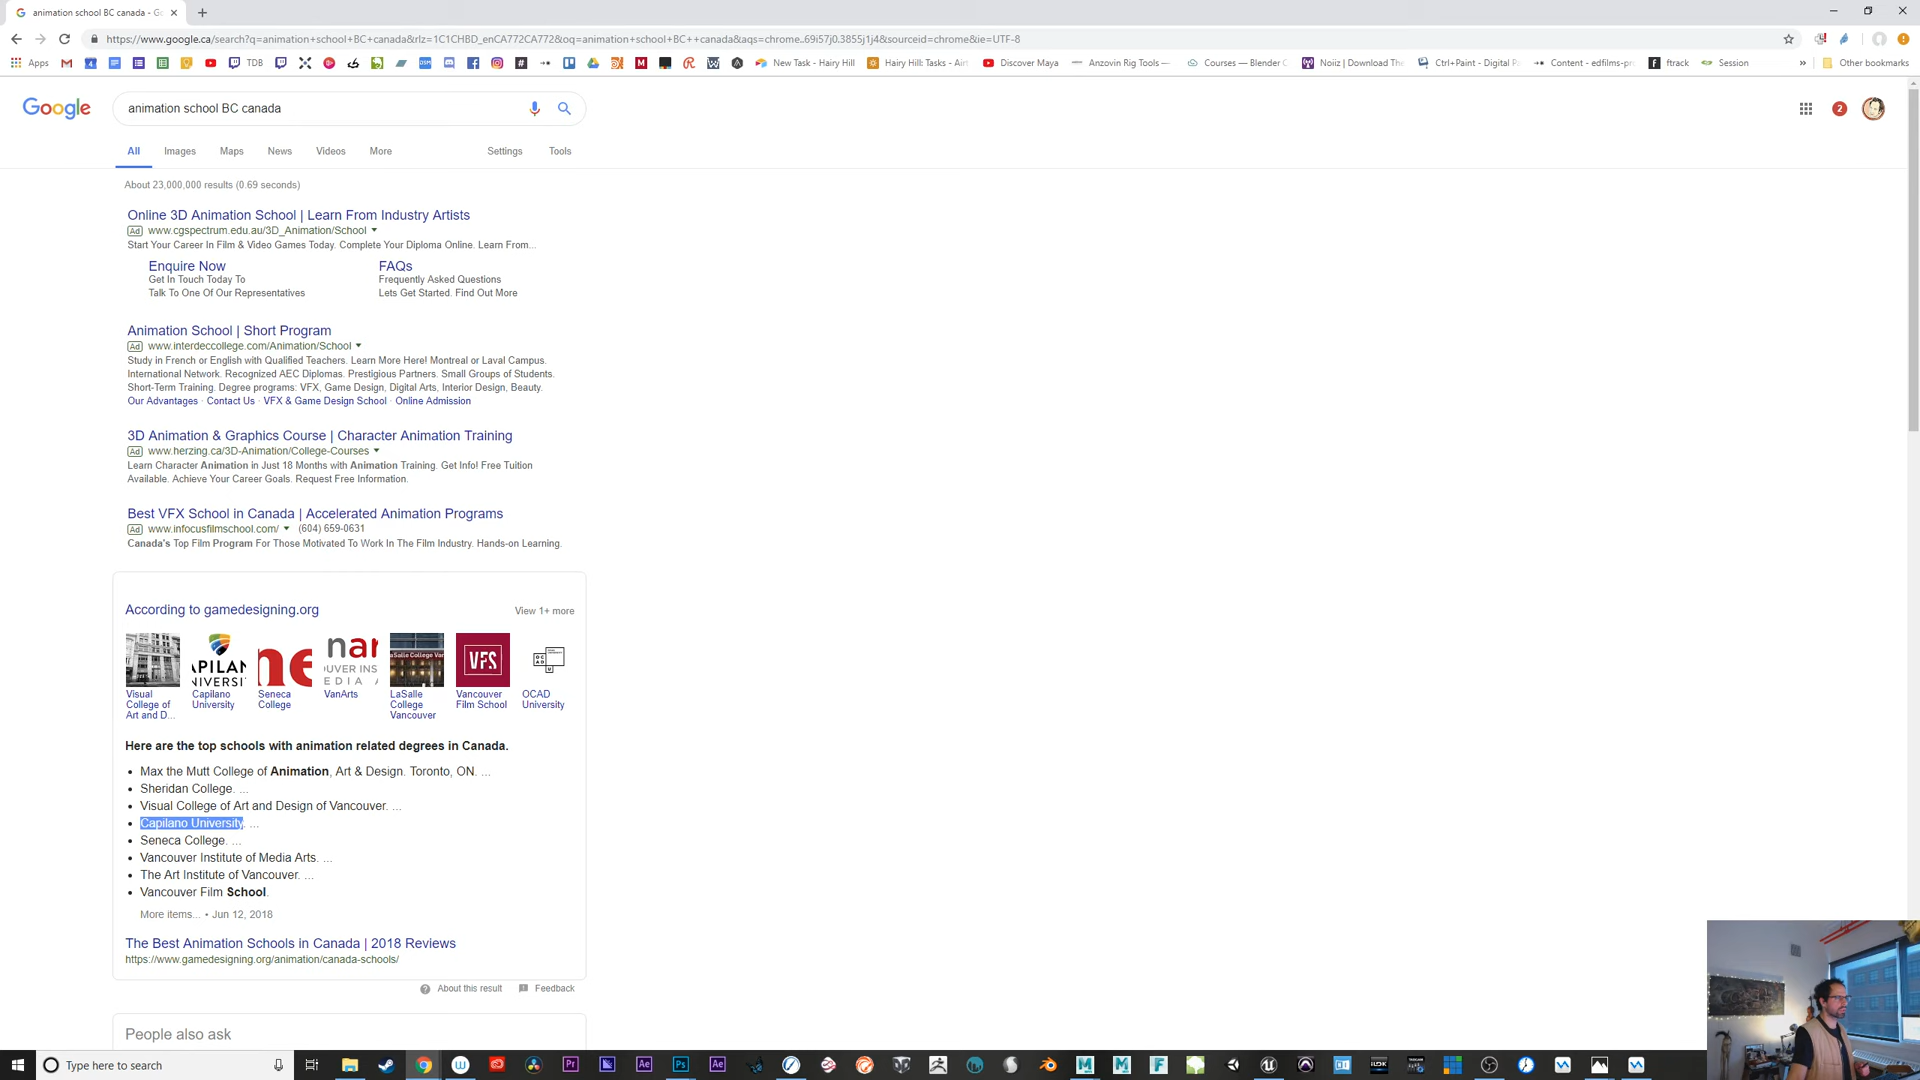 animation school BC canada - Go
https://www.google.ca/search?q=animation+school+BC+canada&rlz=1C1CHBD_enCA772CA772&oq=animation+school+BC++canada&aqs=chrome..69i57j0.3855j1j4&sourceid=chrome&ie=UTF-8
Apps TDB New Task - Hairy Hill Hairy Hill: Tasks - Airt Discover Maya Anzovin Rig Tools — Courses — Blender Noiiz | Download The Ctrl+Paint - Digital Content - edfilms-pr ftrack Session » Other bookmarks
Google animation school BC canada 2
All Images Maps News Videos More Settings Tools
About 23,000,000 results (0.69 seconds)
Online 3D Animation School | Learn From Industry Artists
Ad www.cgspectrum.edu.au/3D_Animation/School
Start Your Career In Film & Video Games Today. Complete Your Diploma Online. Learn From...
Enquire Now FAQs
Get In Touch Today To Frequently Asked Questions
Talk To One Of Our Representatives Lets Get Started. Find Out More
Animation School | Short Program
Ad www.interdeccollege.com/Animation/School
Study in French or English with Qualified Teachers. Learn More Here! Montreal or Laval Campus.
International Network. Recognized AEC Diplomas. Prestigious Partners. Small Groups of Students.
Short-Term Training. Degree programs: VFX, Game Design, Digital Arts, Interior Design, Beauty.
Our Advantages · Contact Us · VFX & Game Design School · Online Admission
3D Animation & Graphics Course | Character Animation Training
Ad www.herzing.ca/3D-Animation/College-Courses
Learn Character Animation in Just 18 Months with Animation Training. Get Info! Free Tuition
Available. Achieve Your Career Goals. Request Free Information.
Best VFX School in Canada | Accelerated Animation Programs
Ad www.infocusfilmschool.com/ (604) 659-0631
Canada's Top Film Program For Those Motivated To Work In The Film Industry. Hands-on Learning.
According to gamedesigning.org View 1+ more
Visual College of Art and D...
Capilano University
Seneca College
VanArts
LaSalle College Vancouver
VFS
Vancouver Film School
OCAD University
Here are the top schools with animation related degrees in Canada.
• Max the Mutt College of Animation, Art & Design. Toronto, ON. ...
• Sheridan College. ...
• Visual College of Art and Design of Vancouver. ...
• Capilano University. ...
• Seneca College. ...
• Vancouver Institute of Media Arts. ...
• The Art Institute of Vancouver. ...
• Vancouver Film School.
More items... • Jun 12, 2018
The Best Animation Schools in Canada | 2018 Reviews
https://www.gamedesigning.org/animation/canada-schools/
About this result Feedback
People also ask
Type here to search